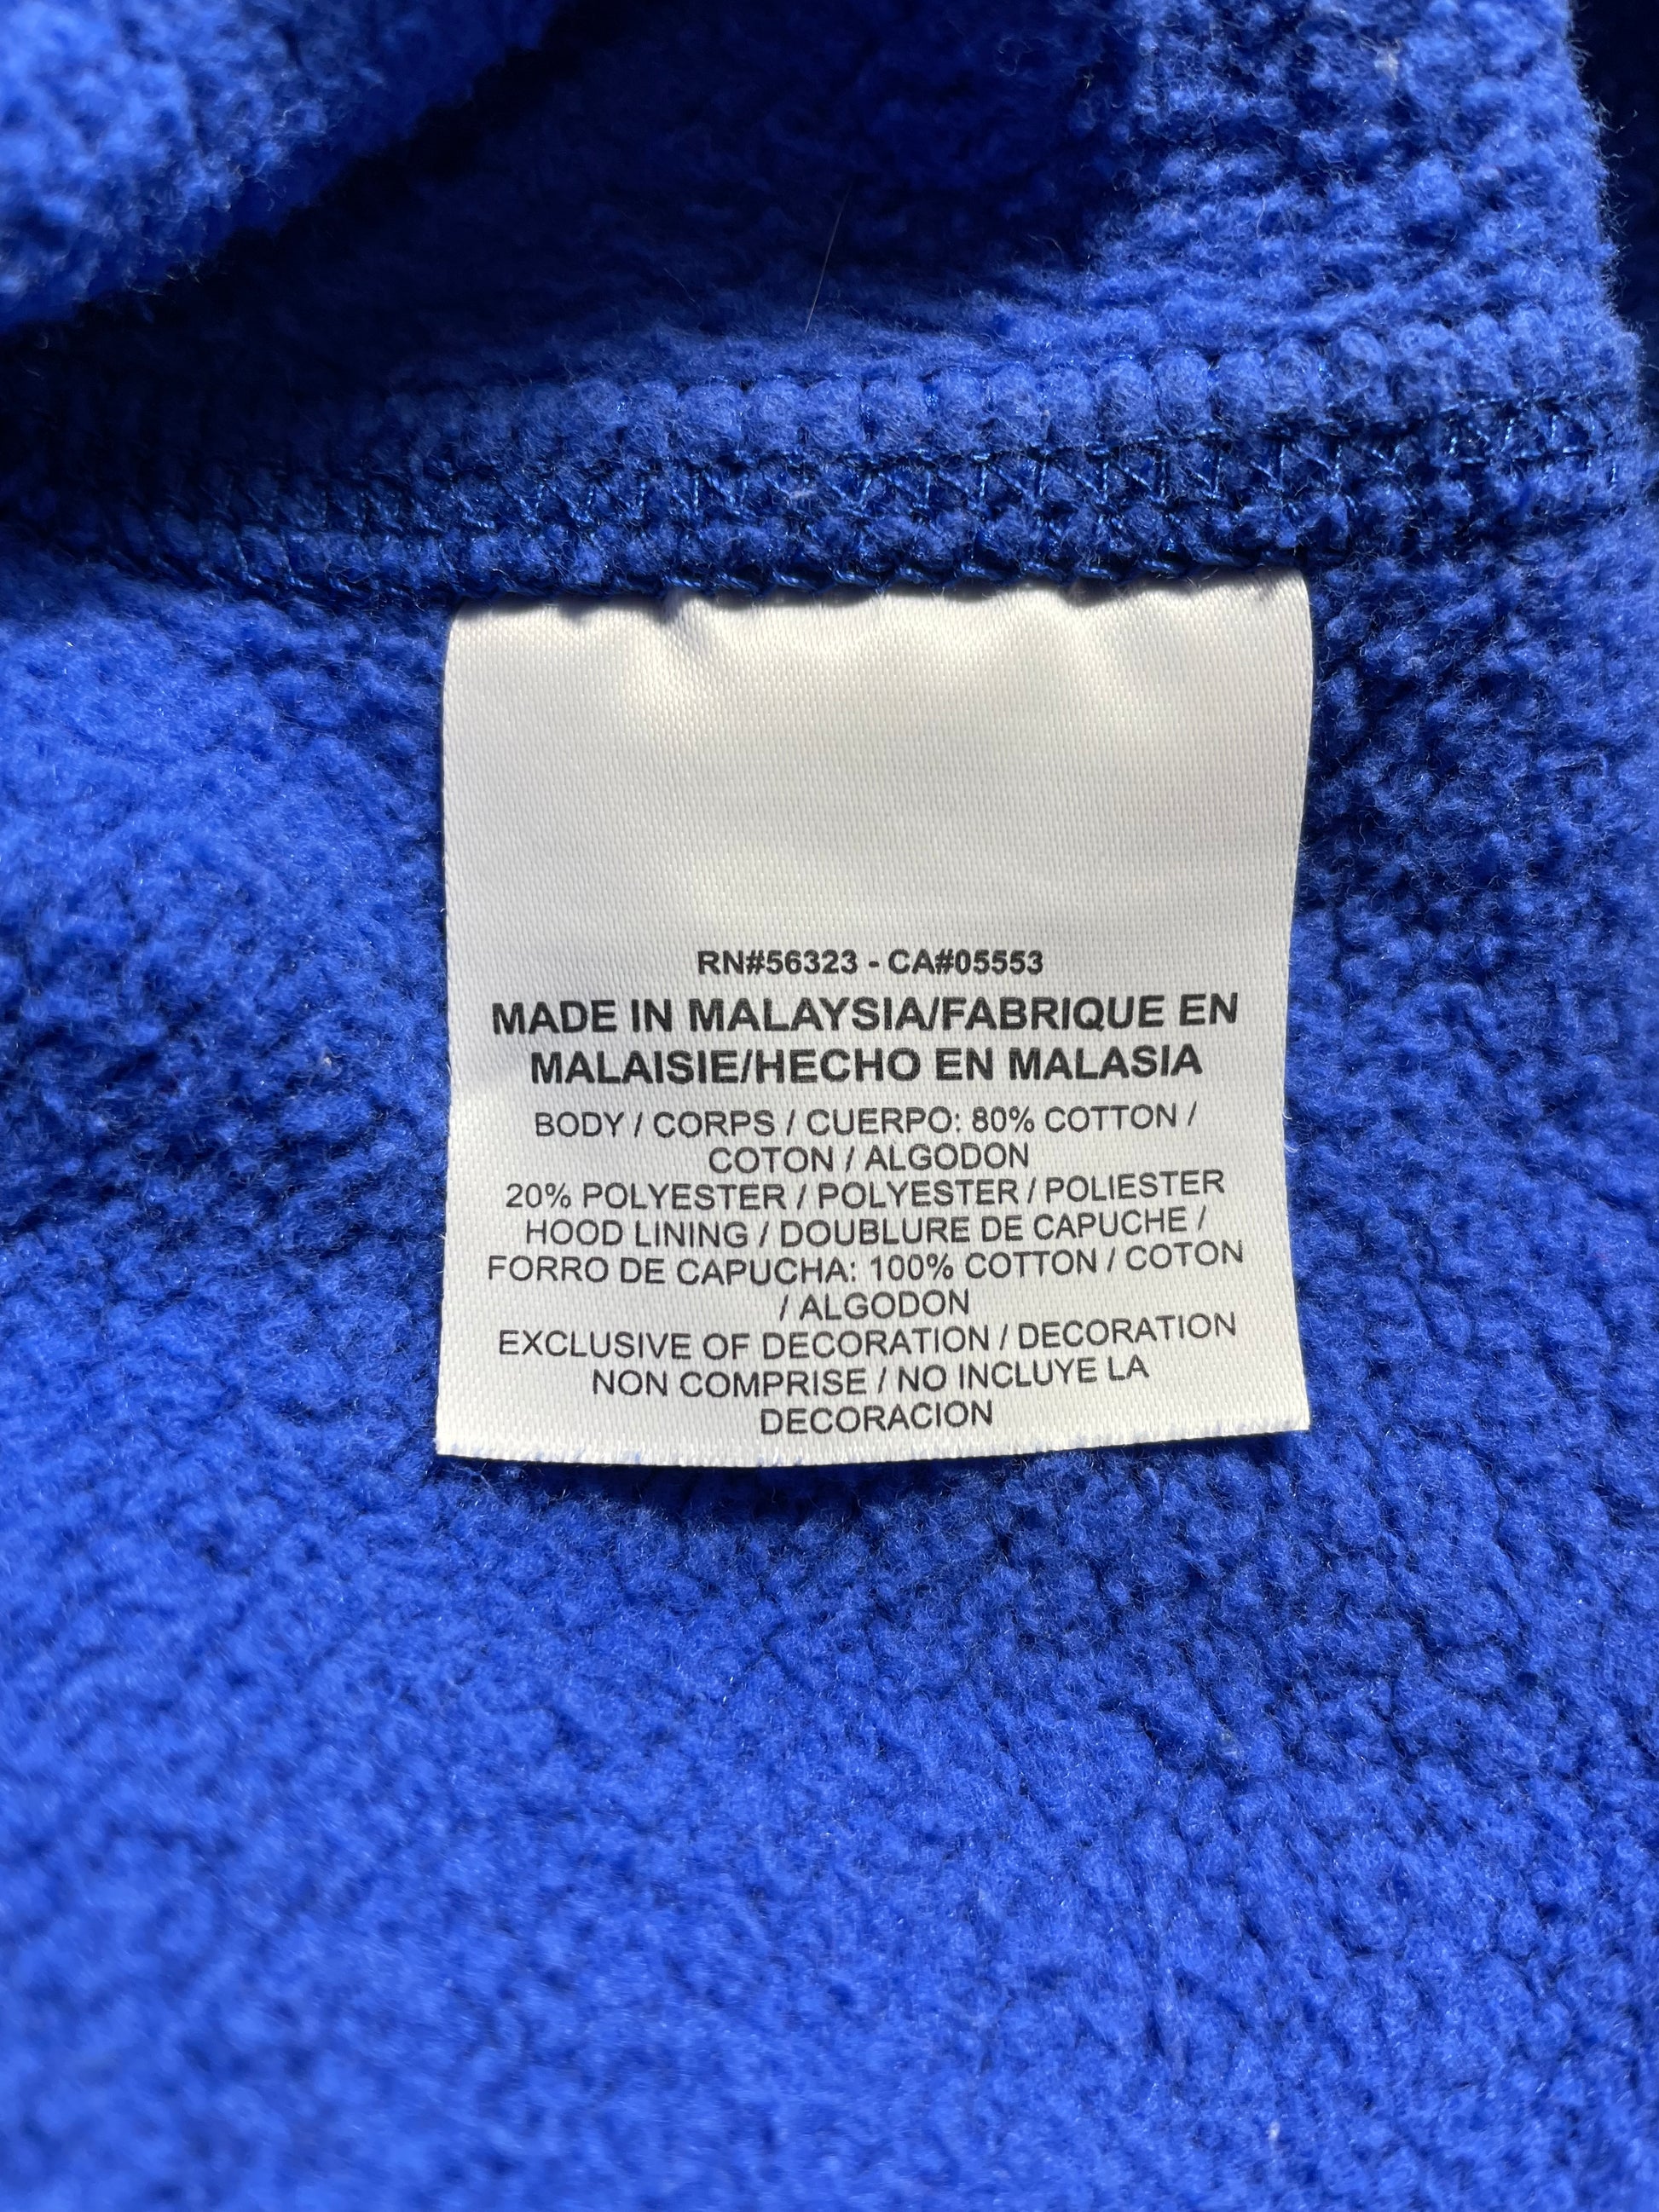 RN#56323 - CA#05553
MADE IN MALAYSIA/FABRIQUE EN
MALAISIE/HECHO EN MALASIA
BODY / CORPS / CUERPO: 80% COTTON /
COTON / ALGODON
20% POLYESTER / POLYESTER / POLIESTER
HOOD LINING / DOUBLURE DE CAPUCHE /
FORRO DE CAPUCHA: 100% COTTON / COTON
/ ALGODON
EXCLUSIVE OF DECORATION / DECORATION
NON COMPRISE / NO INCLUYE LA
DECORACION